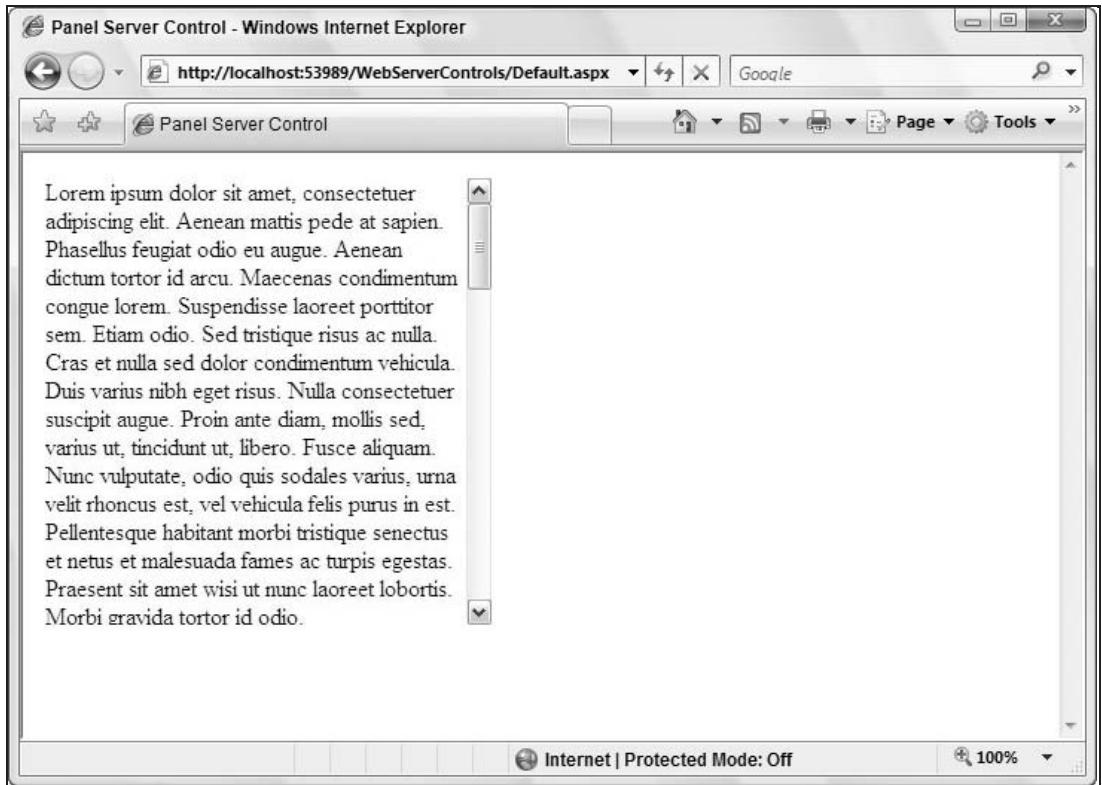 Panel Server Control - Windows Internet Explorer
http://localhost:53989/WebServerControls/Default.aspx
Google
Panel Server Control
Page
Tools
Lorem ipsum dolor sit amet, consectetuer
adipiscing elit. Aenean mattis pede at sapien.
Phasellus feugiat odio eu augue. Aenean
dictum tortor id arcu. Maecenas condimentum
congue lorem. Suspendisse laoreet porttitor
sem. Etiam odio. Sed tristique risus ac nulla.
Cras et nulla sed dolor condimentum vehicula.
Duis varius nibh eget risus. Nulla consectetuer
suscipit augue. Proin ante diam, mollis sed,
varius ut, tincidunt ut, libero. Fusce aliquam.
Nunc vulputate, odio quis sodales varius, urna
velit rhoncus est, vel vehicula felis purus in est.
Pellentesque habitant morbi tristique senectus
et netus et malesuada fames ac turpis egestas.
Praesent sit amet wisi ut nunc laoreet lobortis.
Morbi gravida tortor id odio.
Internet | Protected Mode: Off
100%